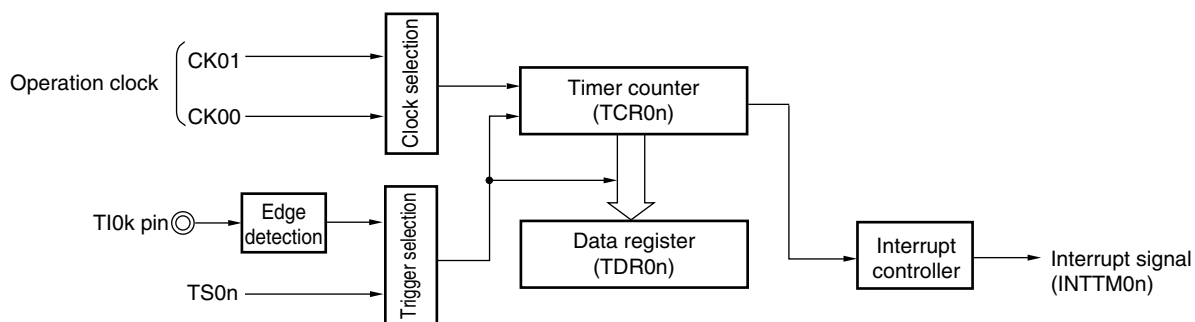 Operation clock
CK01
CK00
Clock selection
Timer counter
(TCR0n)
TI0k pin
Edge
detection
TS0n
Trigger selection
Data register
(TDR0n)
Interrupt
controller
Interrupt signal
(INTTM0n)